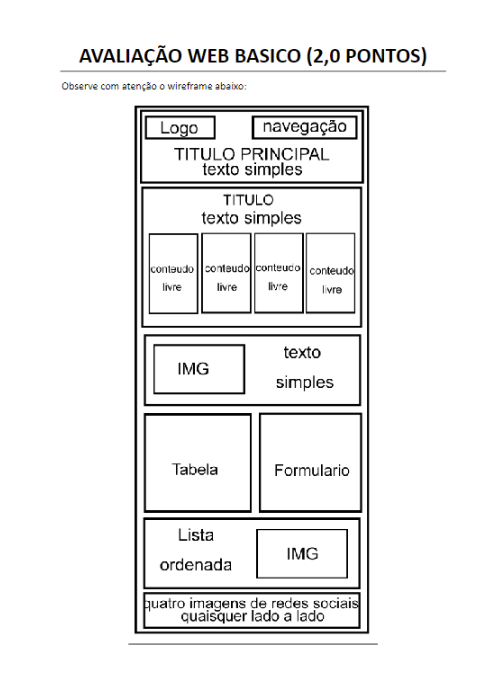 AVALIAÇÃO WEB BASICO (2,0 PONTOS)
Observe com atenção o wireframe abaixo:
Logo
navegação
TITULO PRINCIPAL
texto simples
TITULO
texto simples
conteudo
livre
conteudo
livre
conteudo
livre
conteudo
livre
IMG
texto
simples
Tabela
Formulario
Lista
ordenada
IMG
quatro imagens de redes sociais
quaisquer lado a lado